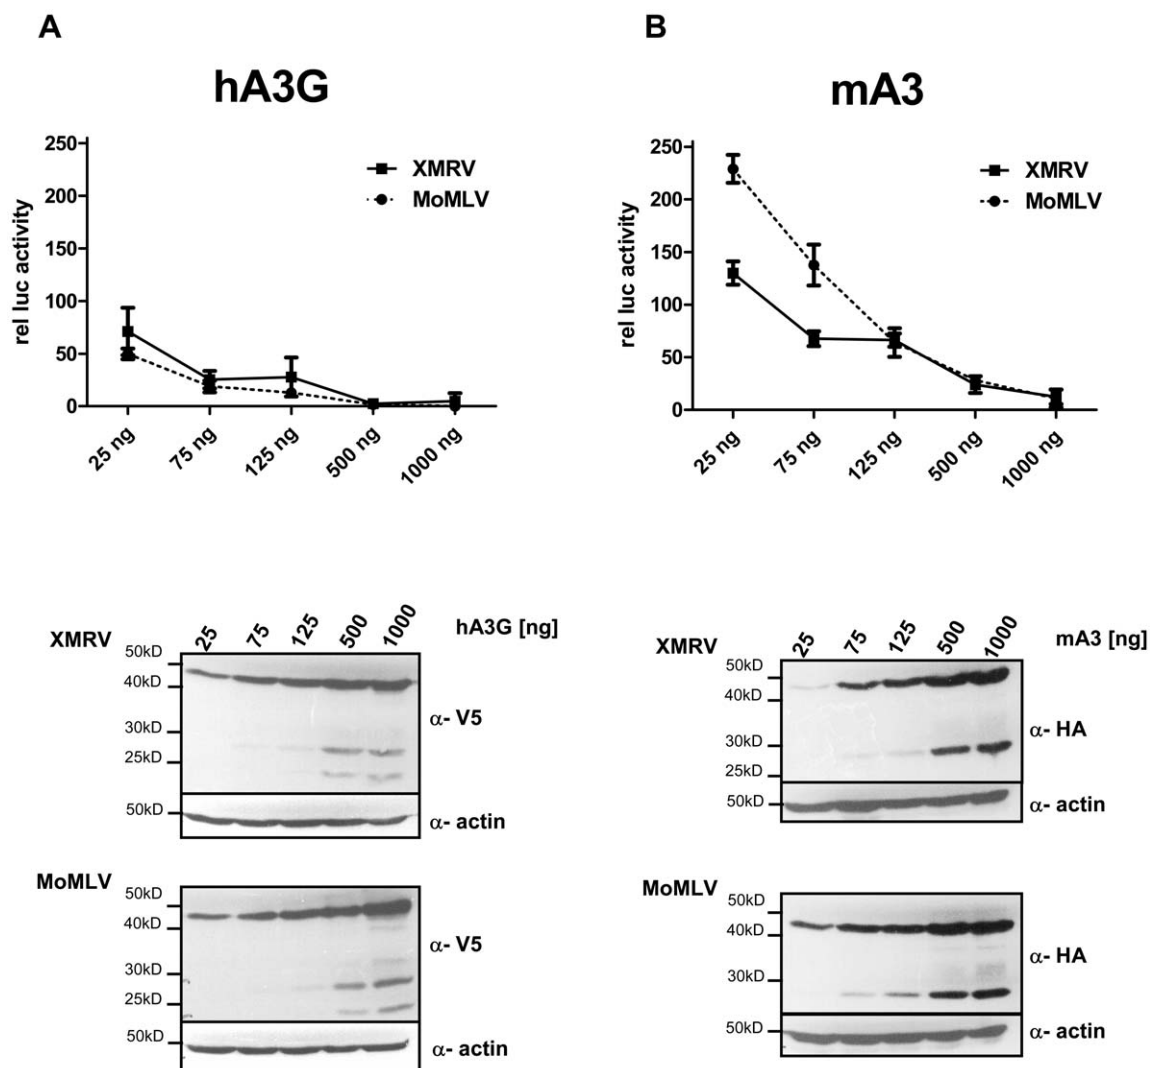 A
hA3G
250
200
150
100
50
0
rel luc activity
XMRV
MoMLV
25 ng
75 ng
125 ng
500 ng
1000 ng
B
mA3
250
200
150
100
50
0
rel luc activity
XMRV
MoMLV
25 ng
75 ng
125 ng
500 ng
1000 ng
XMRV
25 75 125 500 1000 hA3G [ng]
50kD
40kD
30kD
25kD
α- V5
50kD
α- actin
MoMLV
50kD
40kD
30kD
25kD
α- V5
50kD
α- actin
XMRV
25 75 125 500 1000 mA3 [ng]
50kD
40kD
30kD
25kD
α- HA
50kD
α- actin
MoMLV
50kD
40kD
30kD
α- HA
50kD
α- actin